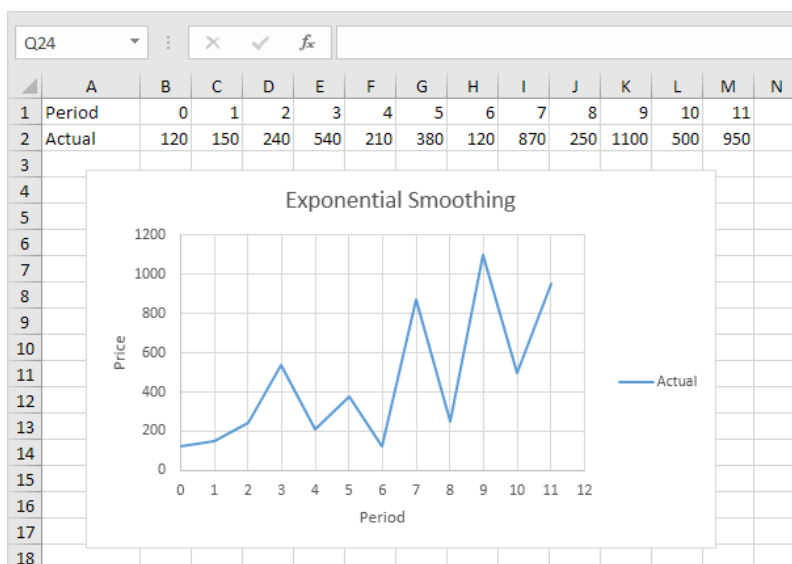 Q24 fx
A B C D E F G H I J K L M N
1 Period 0 1 2 3 4 5 6 7 8 9 10 11
2 Actual 120 150 240 540 210 380 120 870 250 1100 500 950
3
4
5
6
7
8
9
10
11
12
13
14
15
16
17
18
Exponential Smoothing
Price
1200
1000
800
600
400
200
0
0 1 2 3 4 5 6 7 8 9 10 11 12
Period
Actual